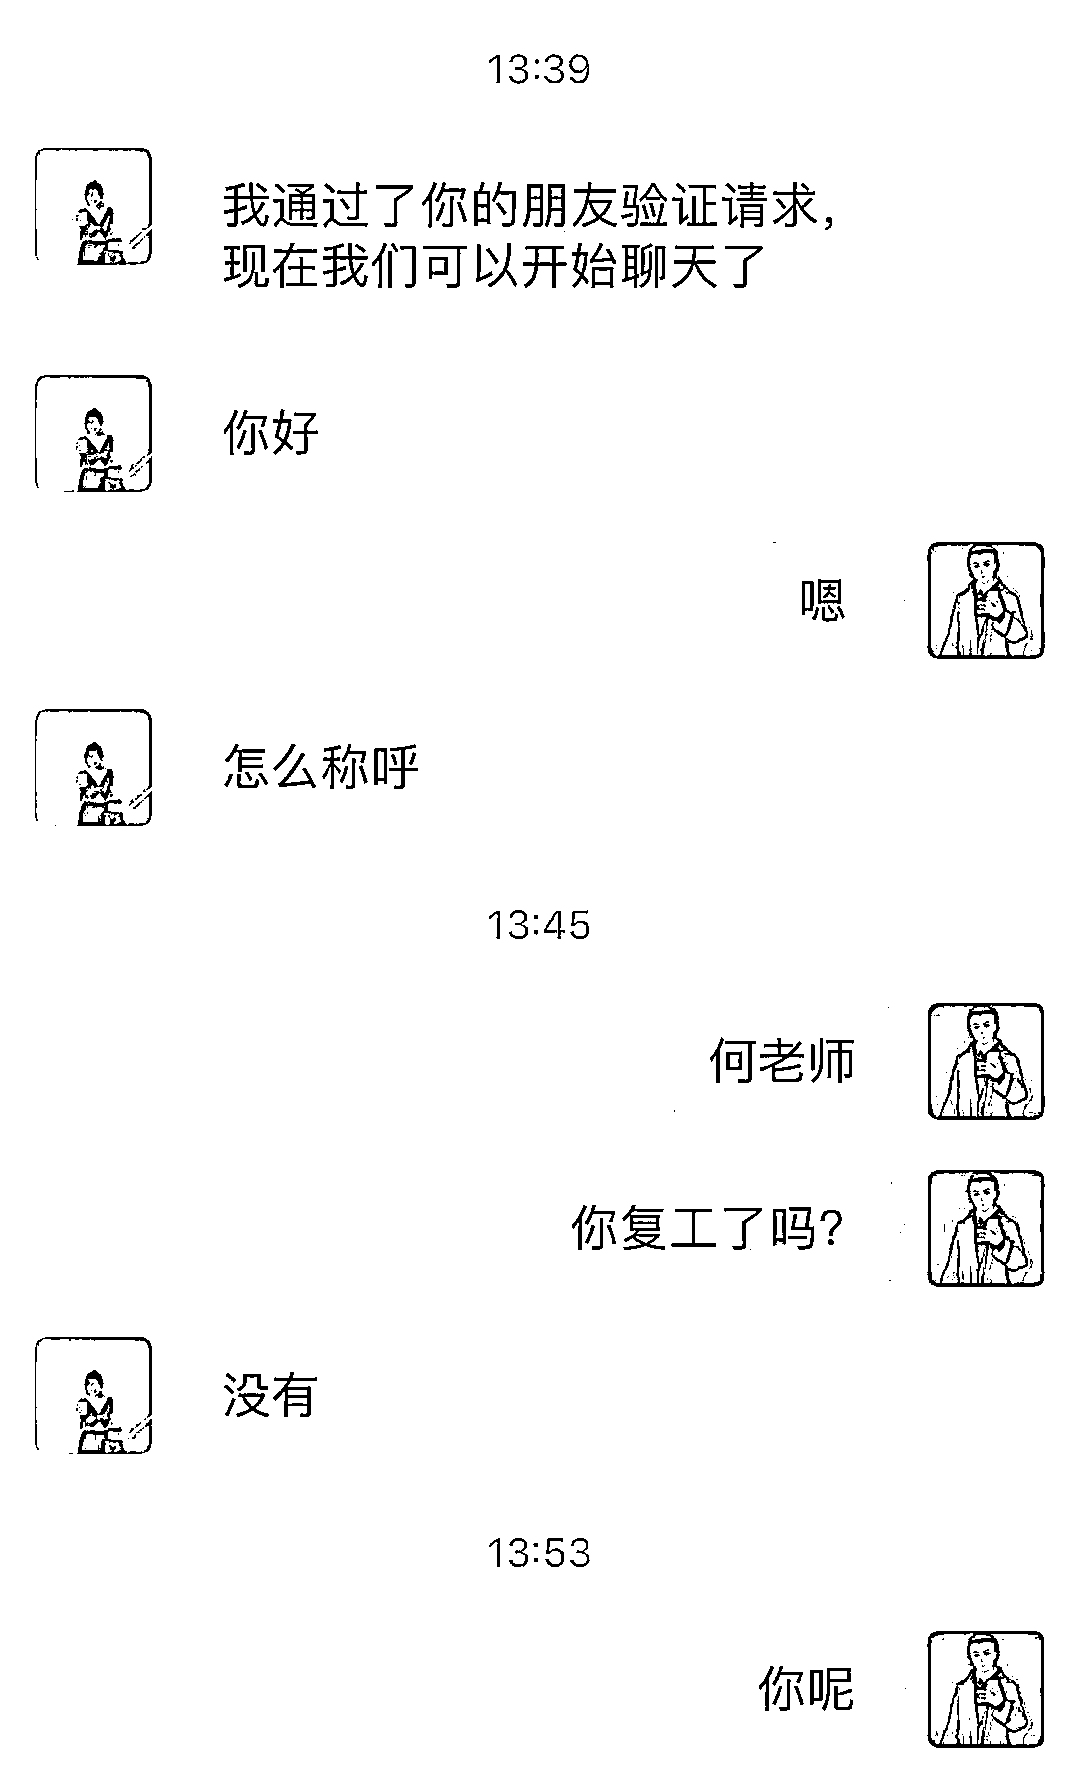 13:39
我通过了你的朋友验证请求，
现在我们可以开始聊天了
你好
嗯
怎么称呼
13:45
何老师
你复工了吗？
没有
13:53
你呢